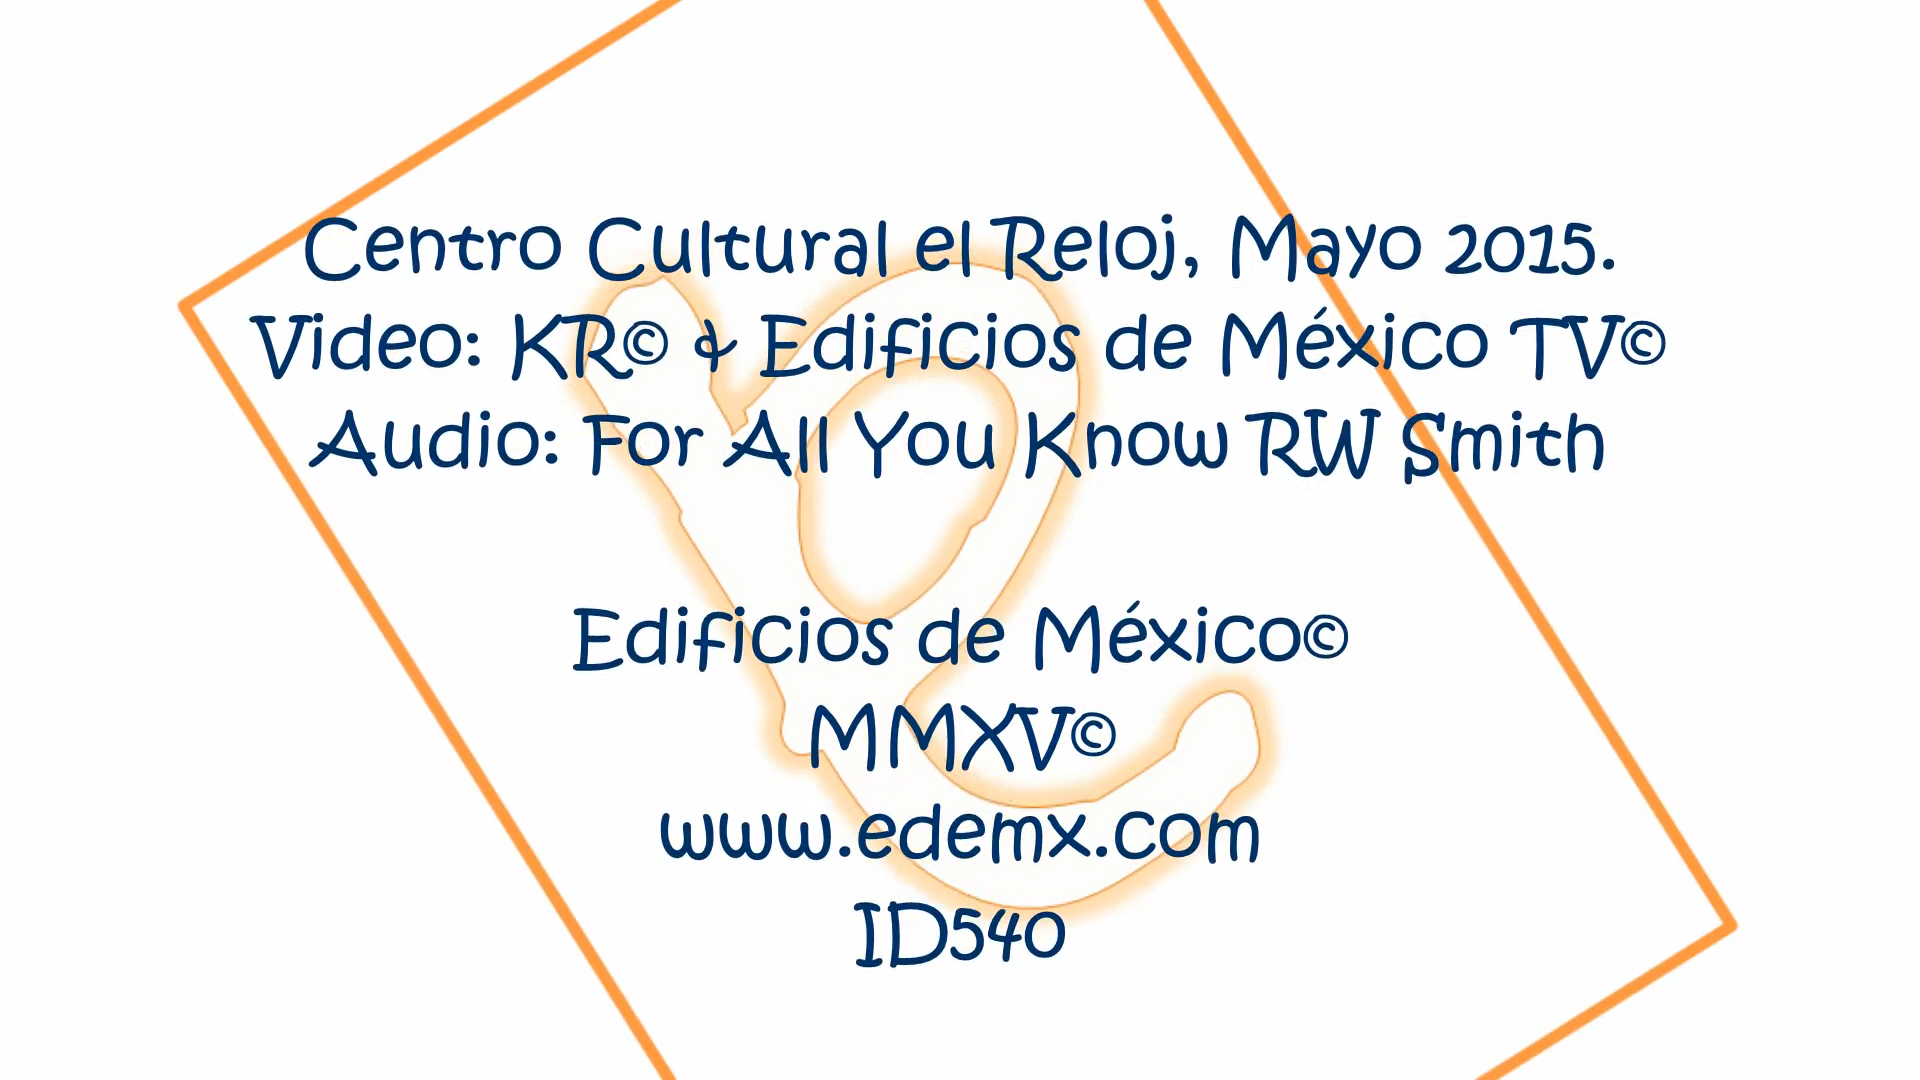 Centro Cultural el Reloj, Mayo 2015.
Video: KR© & Edificios de México TV©
Audio: For All You Know RW Smith
Edificios de México©
MMXV©
www.edemx.com
ID540